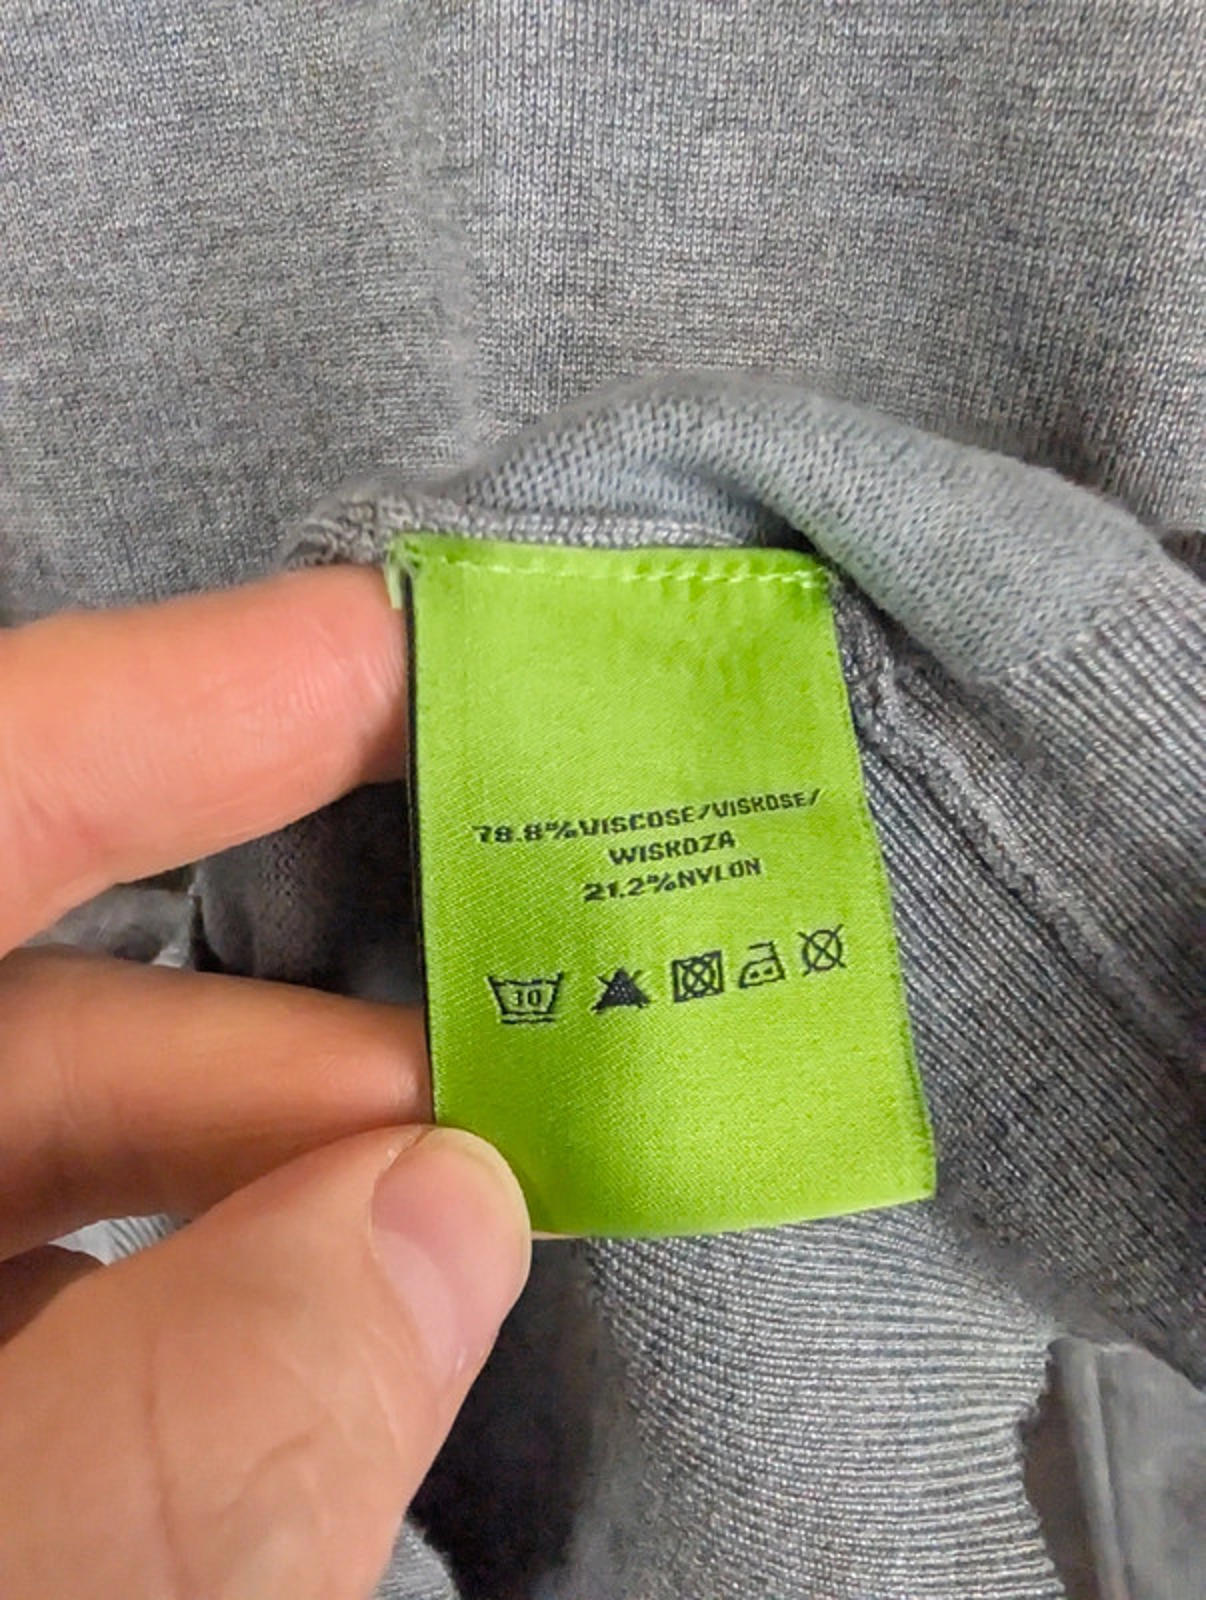 78.8%VISCOSE/VISKOSE/
WISKOZA
21.2%NYLON
30